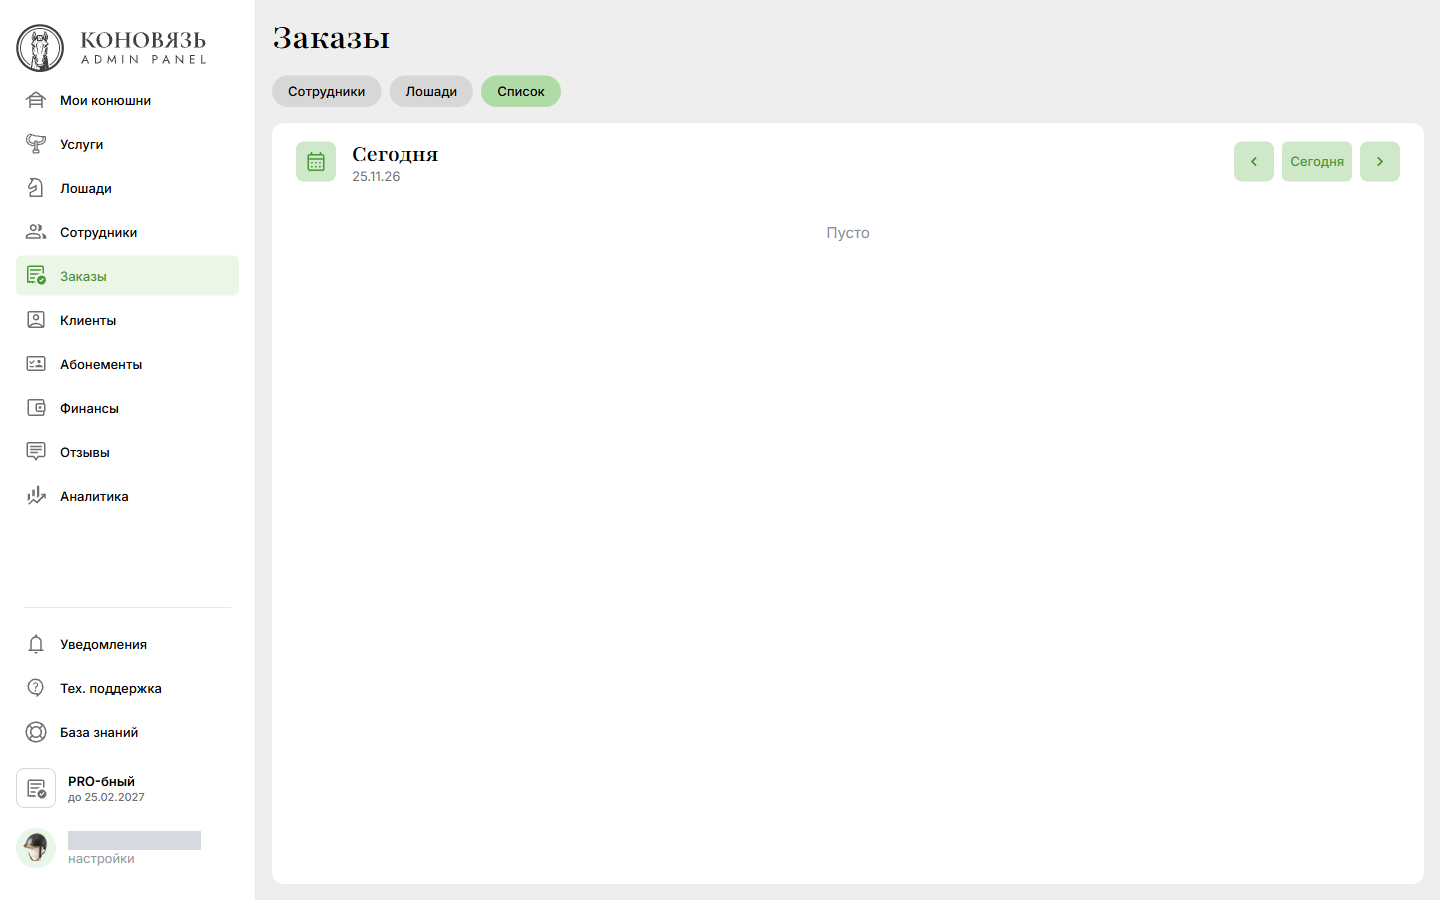 КОНОВЯЗЬ
ADMIN PANEL
Мои конюшни
Услуги
Лошади
Сотрудники
Заказы
Клиенты
Абонементы
Финансы
Отзывы
Аналитика
Уведомления
Тех. поддержка
База знаний
PRO-бный
до 25.02.2027
настройки
Заказы
Сотрудники
Лошади
Список
Сегодня
25.11.26
Сегодня
Пусто